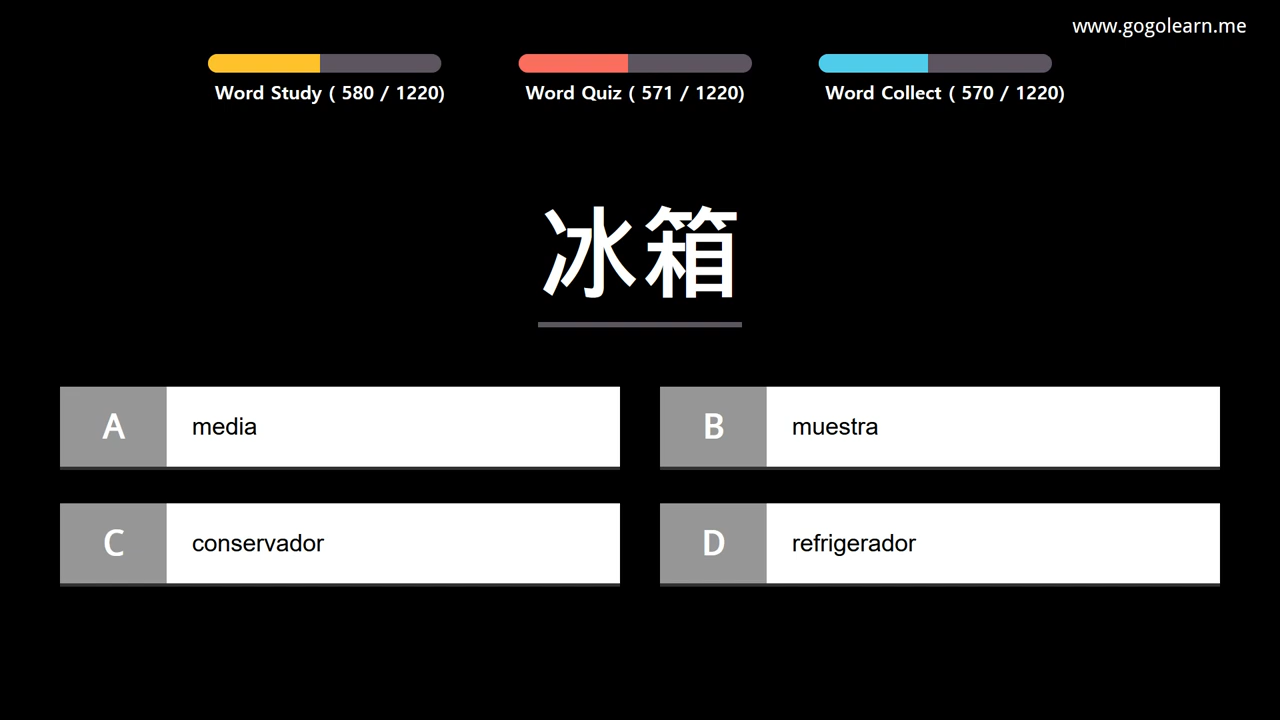 www.gogolearn.me
Word Study ( 580 / 1220)
Word Quiz ( 571 / 1220)
Word Collect ( 570 / 1220)
冰箱
A media
B muestra
C conservador
D refrigerador